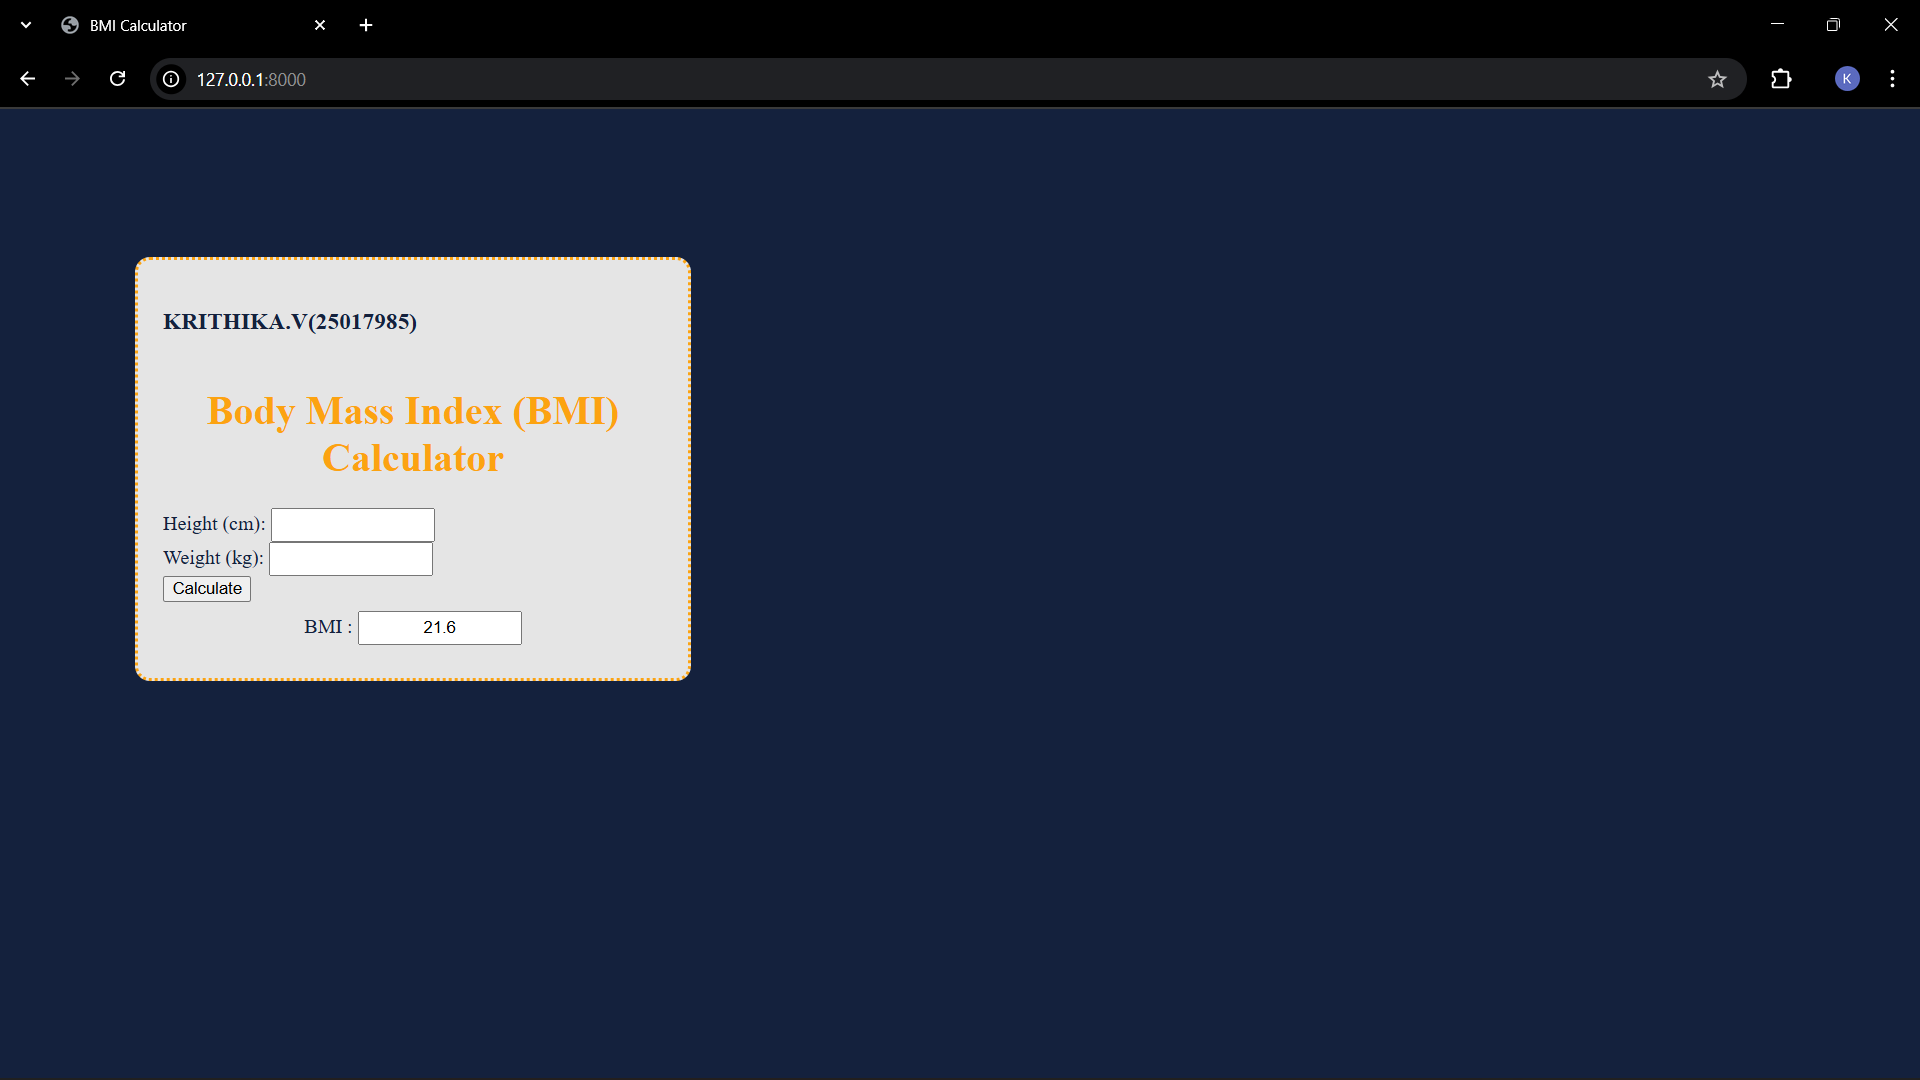 BMI Calculator
127.0.0.1:8000
K
KRITHIKA.V(25017985)
Body Mass Index (BMI)
Calculator
Height (cm):
Weight (kg):
Calculate
BMI : 21.6